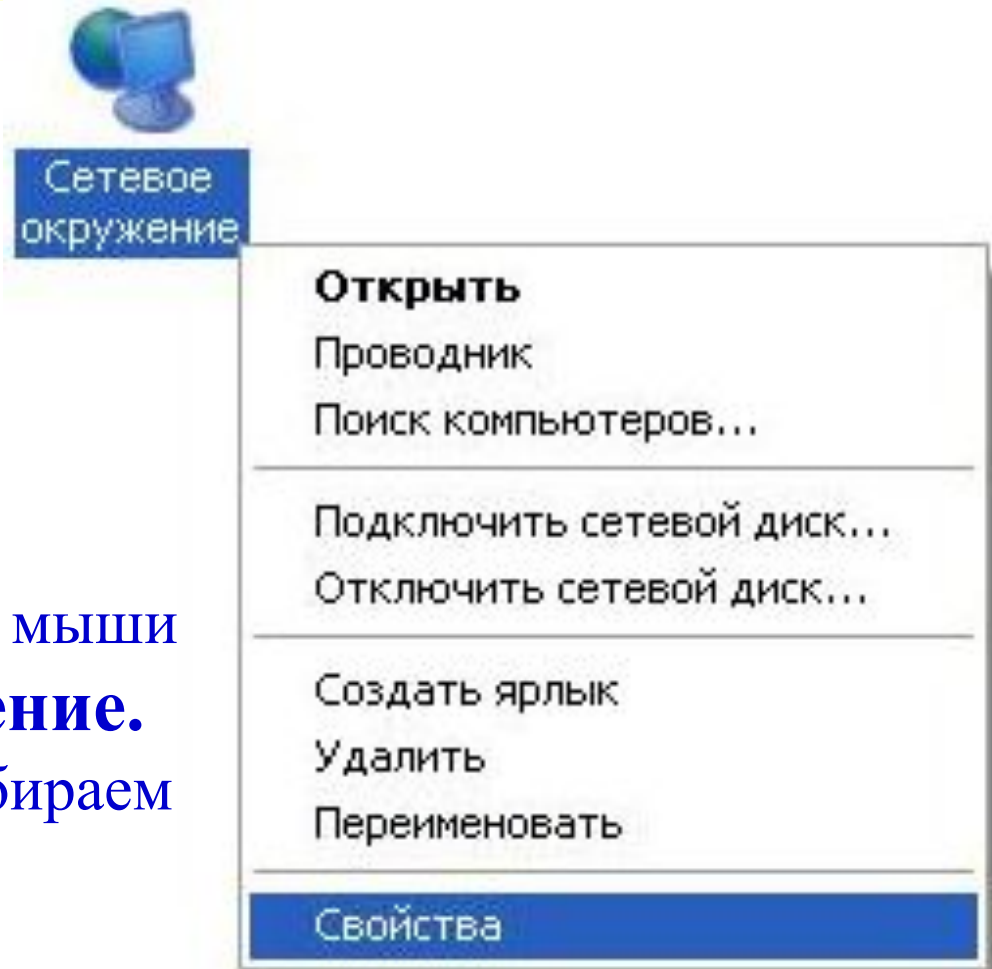 Сетевое
окружение
Открыть
Проводник
Поиск компьютеров...
Подключить сетевой диск...
Отключить сетевой диск...
Создать ярлык
Удалить
Переименовать
Свойства
мыши
ение.
бираем